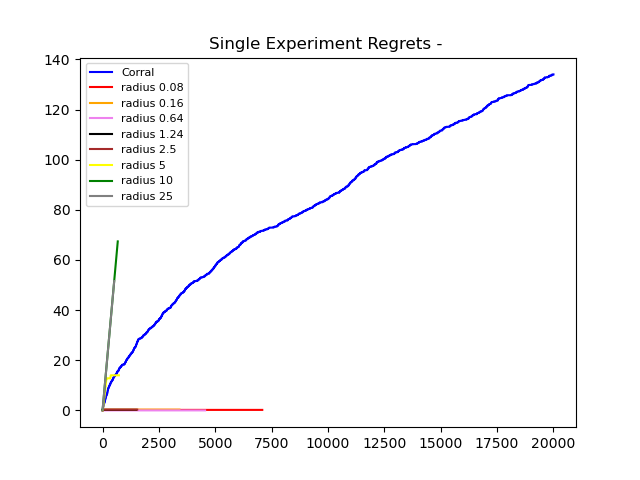 Single Experiment Regrets -
140
120
100
80
60
40
20
0
Corral
radius 0.08
radius 0.16
radius 0.64
radius 1.24
radius 2.5
radius 5
radius 10
radius 25
0 2500 5000 7500 10000 12500 15000 17500 20000